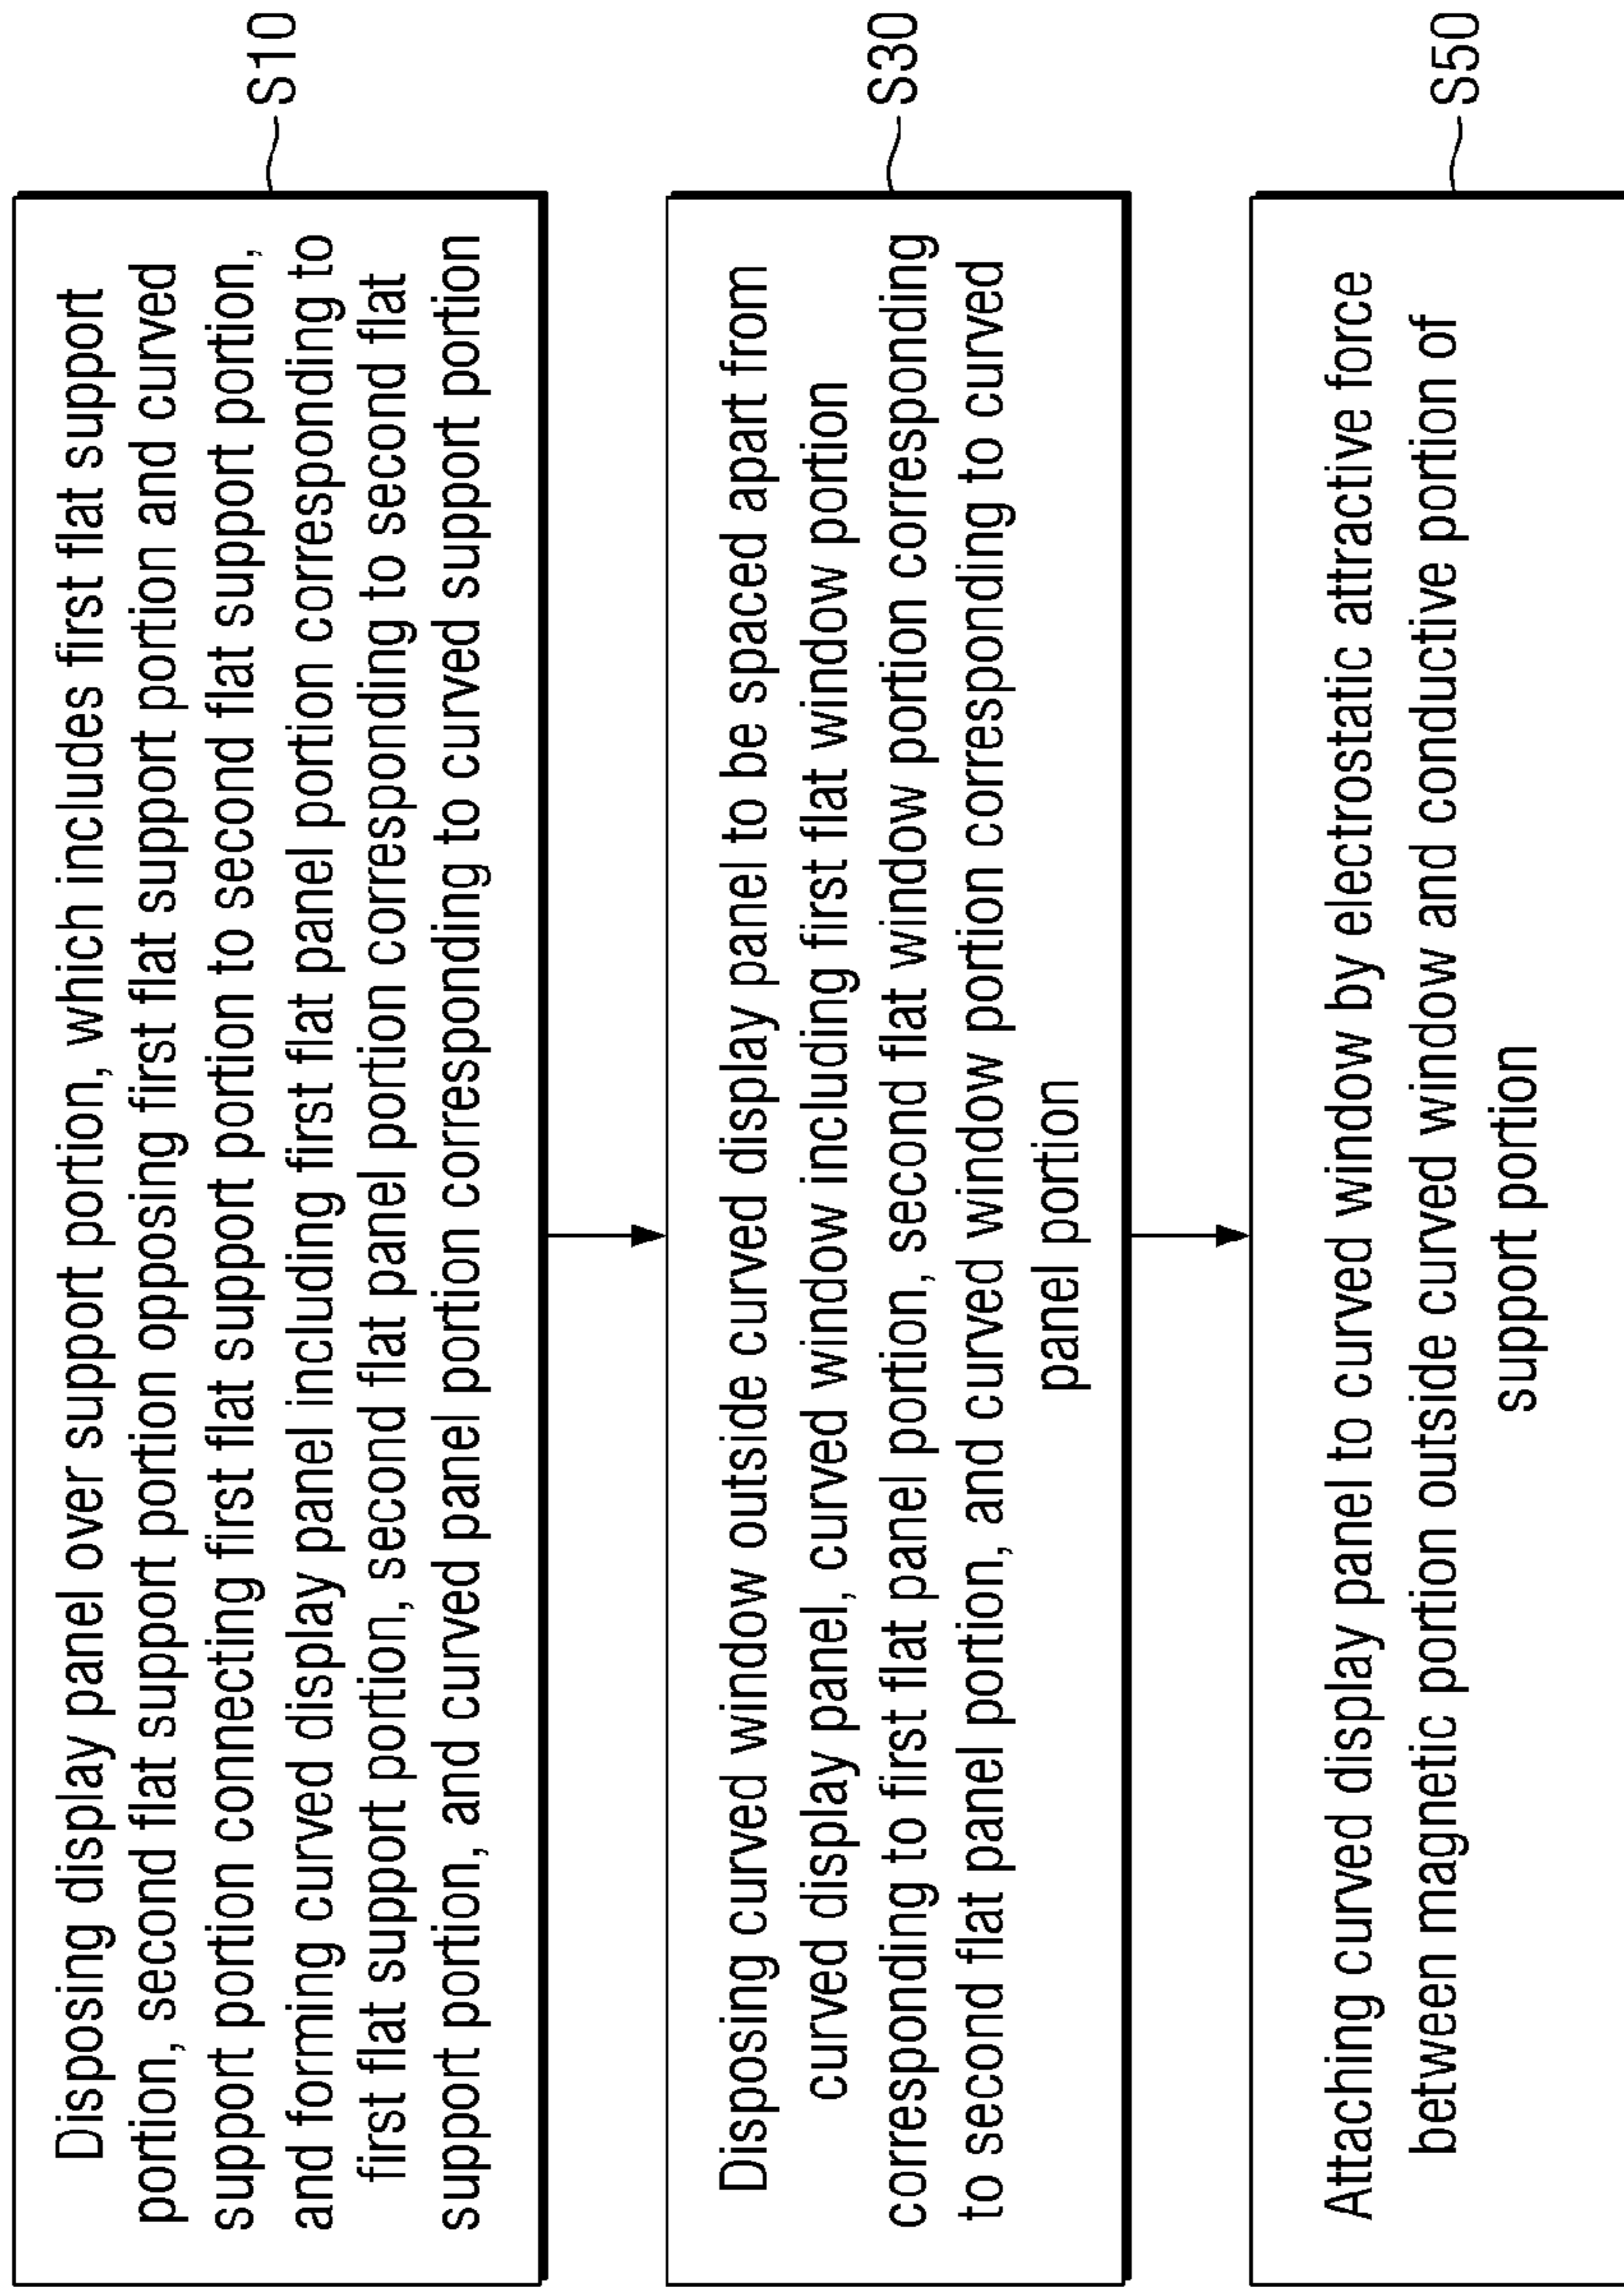 Disposing display panel over support portion, which includes first flat support
portion, second flat support portion opposing first flat support portion and curved
support portion connecting first flat support portion to second flat support portion,
and forming curved display panel including first flat panel portion corresponding to
first flat support portion, second flat panel portion corresponding to second flat
support portion, and curved panel portion corresponding to curved support portion
S10
Disposing curved window outside curved display panel to be spaced apart from
curved display panel, curved window including first flat window portion
corresponding to first flat panel portion, second flat window portion corresponding
to second flat panel portion, and curved window portion corresponding to curved
panel portion
S30
Attaching curved display panel to curved window by electrostatic attractive force
between magnetic portion outside curved window and conductive portion of
support portion
S50